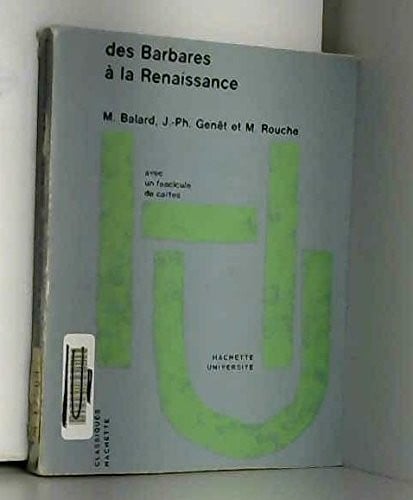 des Barbares
à la Renaissance
M. Balard, J.-Ph. Genêt et M. Rouche
avec
un fascicule
de cartes
HACHETTE
UNIVERSITÉ
CLASSIQUES
HACHETTE